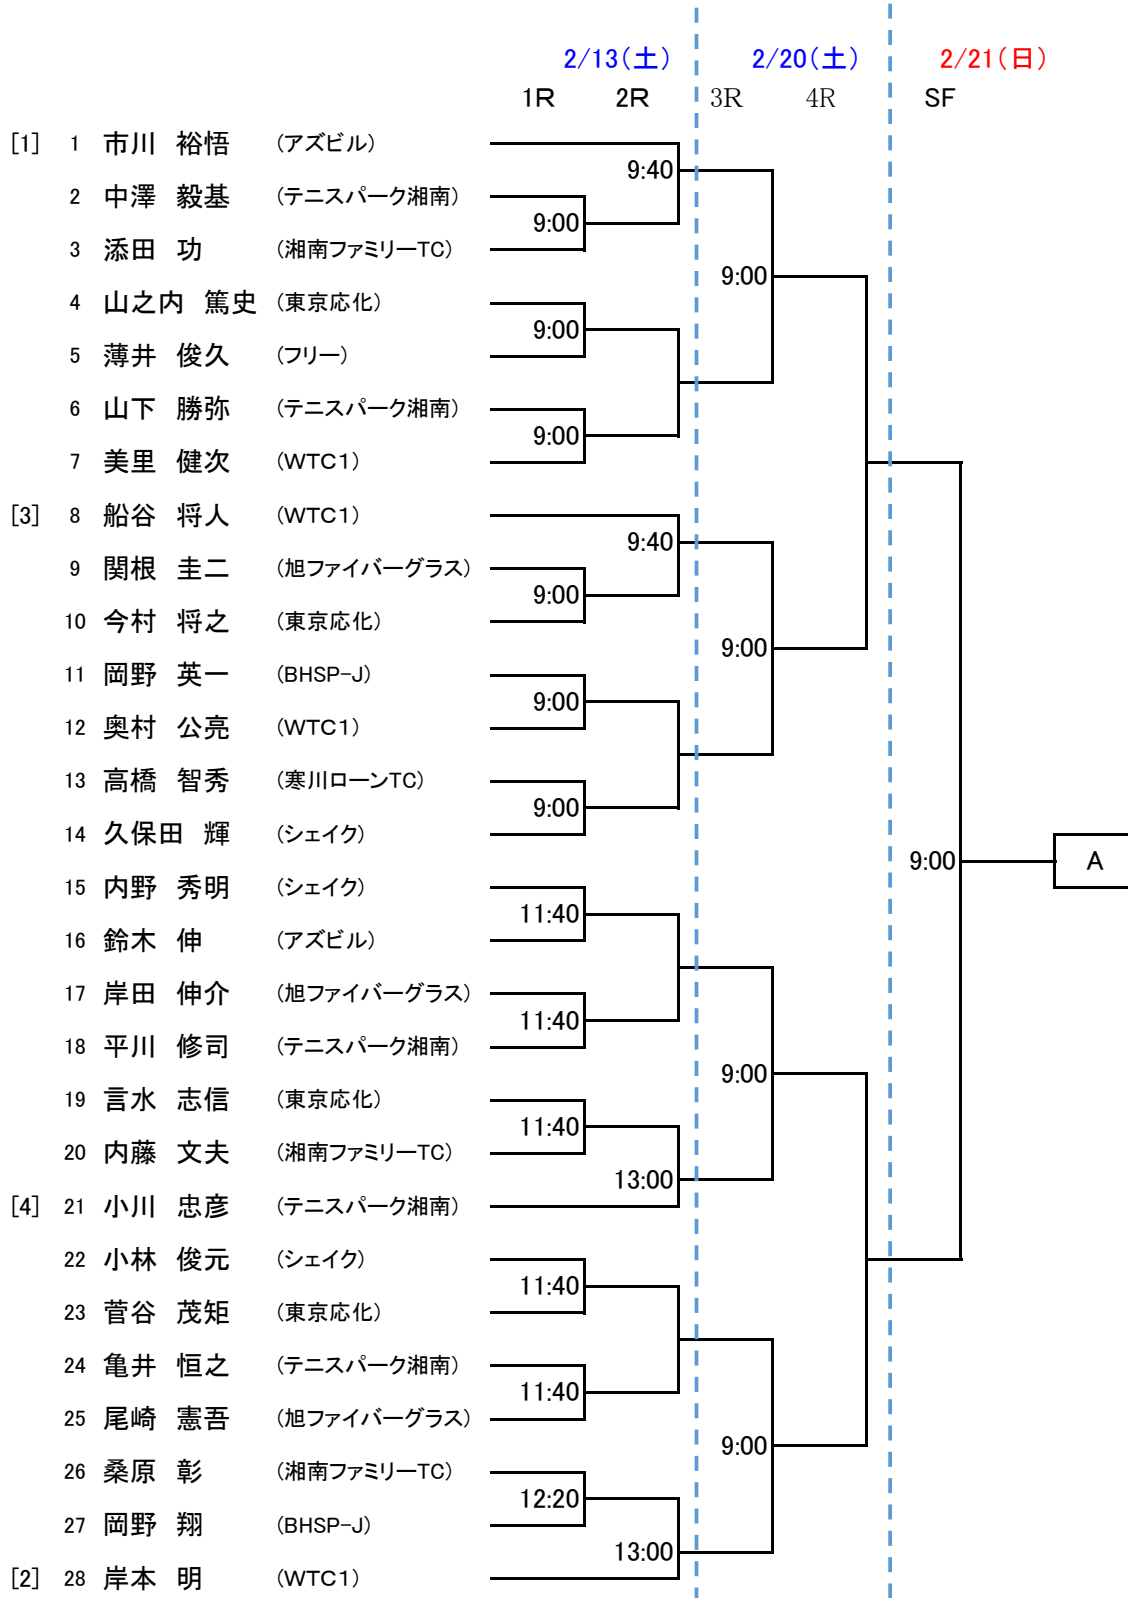 2/13(土) 2/20(土) 2/21(日)
1R 2R 3R 4R SF
[1] 1 市川 裕悟 (アズビル)
9:40
2 中澤 毅基 (テニスパーク湘南)
9:00
3 添田 功 (湘南ファミリーTC)
9:00
4 山之内 篤史 (東京応化)
9:00
5 薄井 俊久 (フリー)
6 山下 勝弥 (テニスパーク湘南)
9:00
7 美里 健次 (WTC1)
[3] 8 船谷 将人 (WTC1)
9:40
9 関根 圭二 (旭ファイバーグラス)
9:00
10 今村 将之 (東京応化)
9:00
11 岡野 英一 (BHSP-J)
9:00
12 奥村 公亮 (WTC1)
13 高橋 智秀 (寒川ローンTC)
9:00
14 久保田 輝 (シェイク)
9:00 A
15 内野 秀明 (シェイク)
11:40
16 鈴木 伸 (アズビル)
17 岸田 伸介 (旭ファイバーグラス)
11:40
18 平川 修司 (テニスパーク湘南)
9:00
19 言水 志信 (東京応化)
11:40
20 内藤 文夫 (湘南ファミリーTC)
13:00
[4] 21 小川 忠彦 (テニスパーク湘南)
22 小林 俊元 (シェイク)
11:40
23 菅谷 茂矩 (東京応化)
24 亀井 恒之 (テニスパーク湘南)
11:40
25 尾崎 憲吾 (旭ファイバーグラス)
9:00
26 桑原 彰 (湘南ファミリーTC)
12:20
27 岡野 翔 (BHSP-J)
13:00
[2] 28 岸本 明 (WTC1)